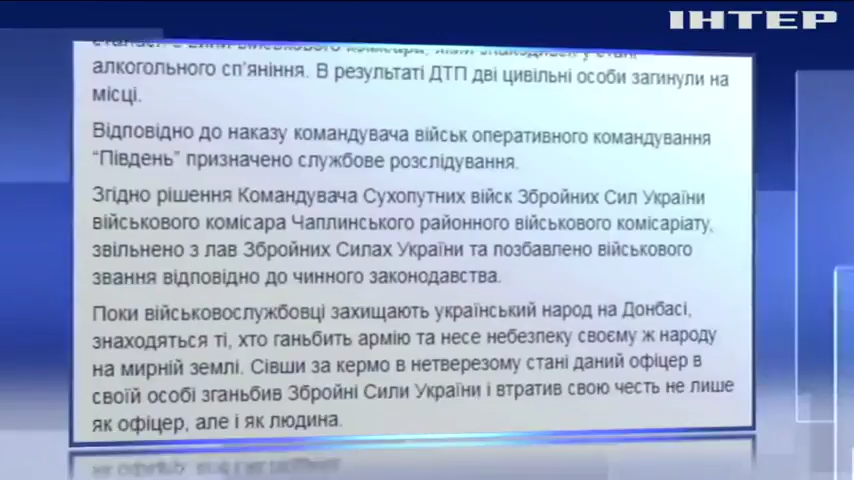 ІНТЕР
алкогольного сп'яніння. В результаті ДТП дві цивільні особи загинули на
місці.
Відповідно до наказу командувача військ оперативного командування
“Південь” призначено службове розслідування.
Згідно рішення Командувача Сухопутних військ Збройних Сил України
військового комісара Чаплинського районного військового комісаріату,
звільнено з лав Збройних Силах України та позбавлено військового
звання відповідно до чинного законодавства.
Поки військовослужбовці захищають український народ на Донбасі,
знаходяться ті, хто ганьбить армію та несе небезпеку своєму ж народу
на мирній землі. Сівши за кермо в нетверезому стані даний офіцер в
своїй особі зганьбив Збройні Сили України і втратив свою честь не лише
як офіцер, але і як людина.